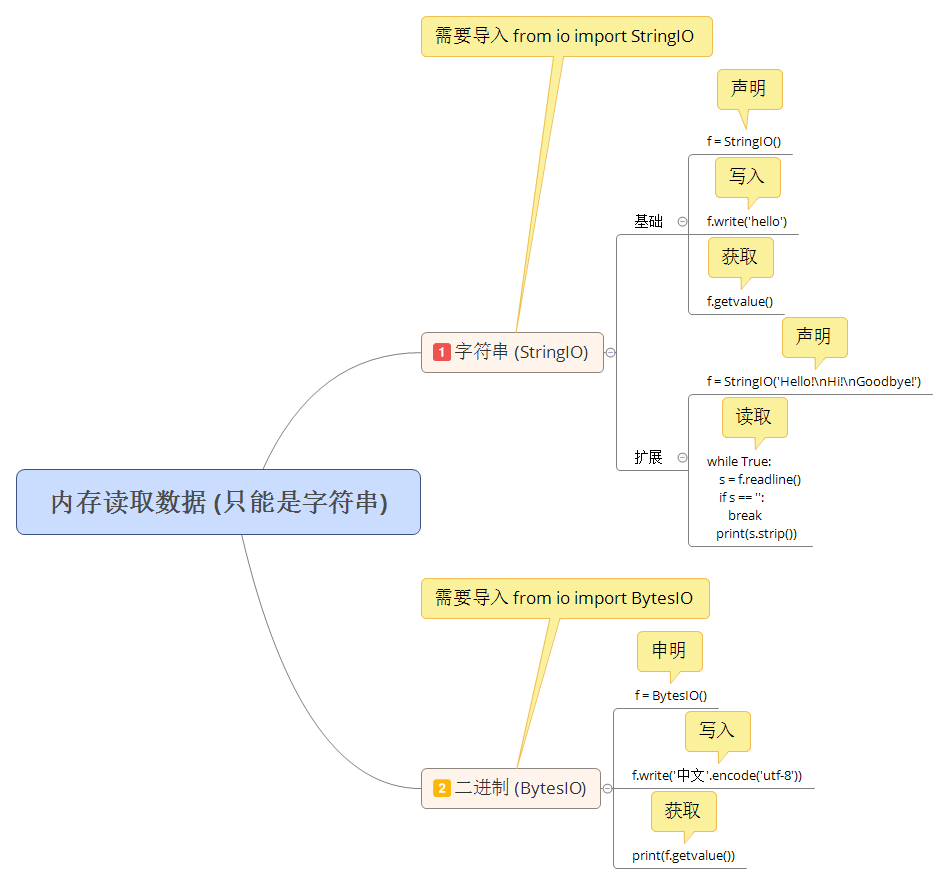 需要导入 from io import StringIO
声明
f = StringIO()
写入
基础
f.write('hello')
获取
f.getvalue()
声明
1 字符串 (StringIO)
f = StringIO('Hello!\nHi!\nGoodbye!')
读取
扩展
while True:
s = f.readline()
if s == '':
break
print(s.strip())
内存读取数据 (只能是字符串)
需要导入 from io import BytesIO
申明
f = BytesIO()
写入
2 二进制 (BytesIO)
f.write('中文'.encode('utf-8'))
获取
print(f.getvalue())